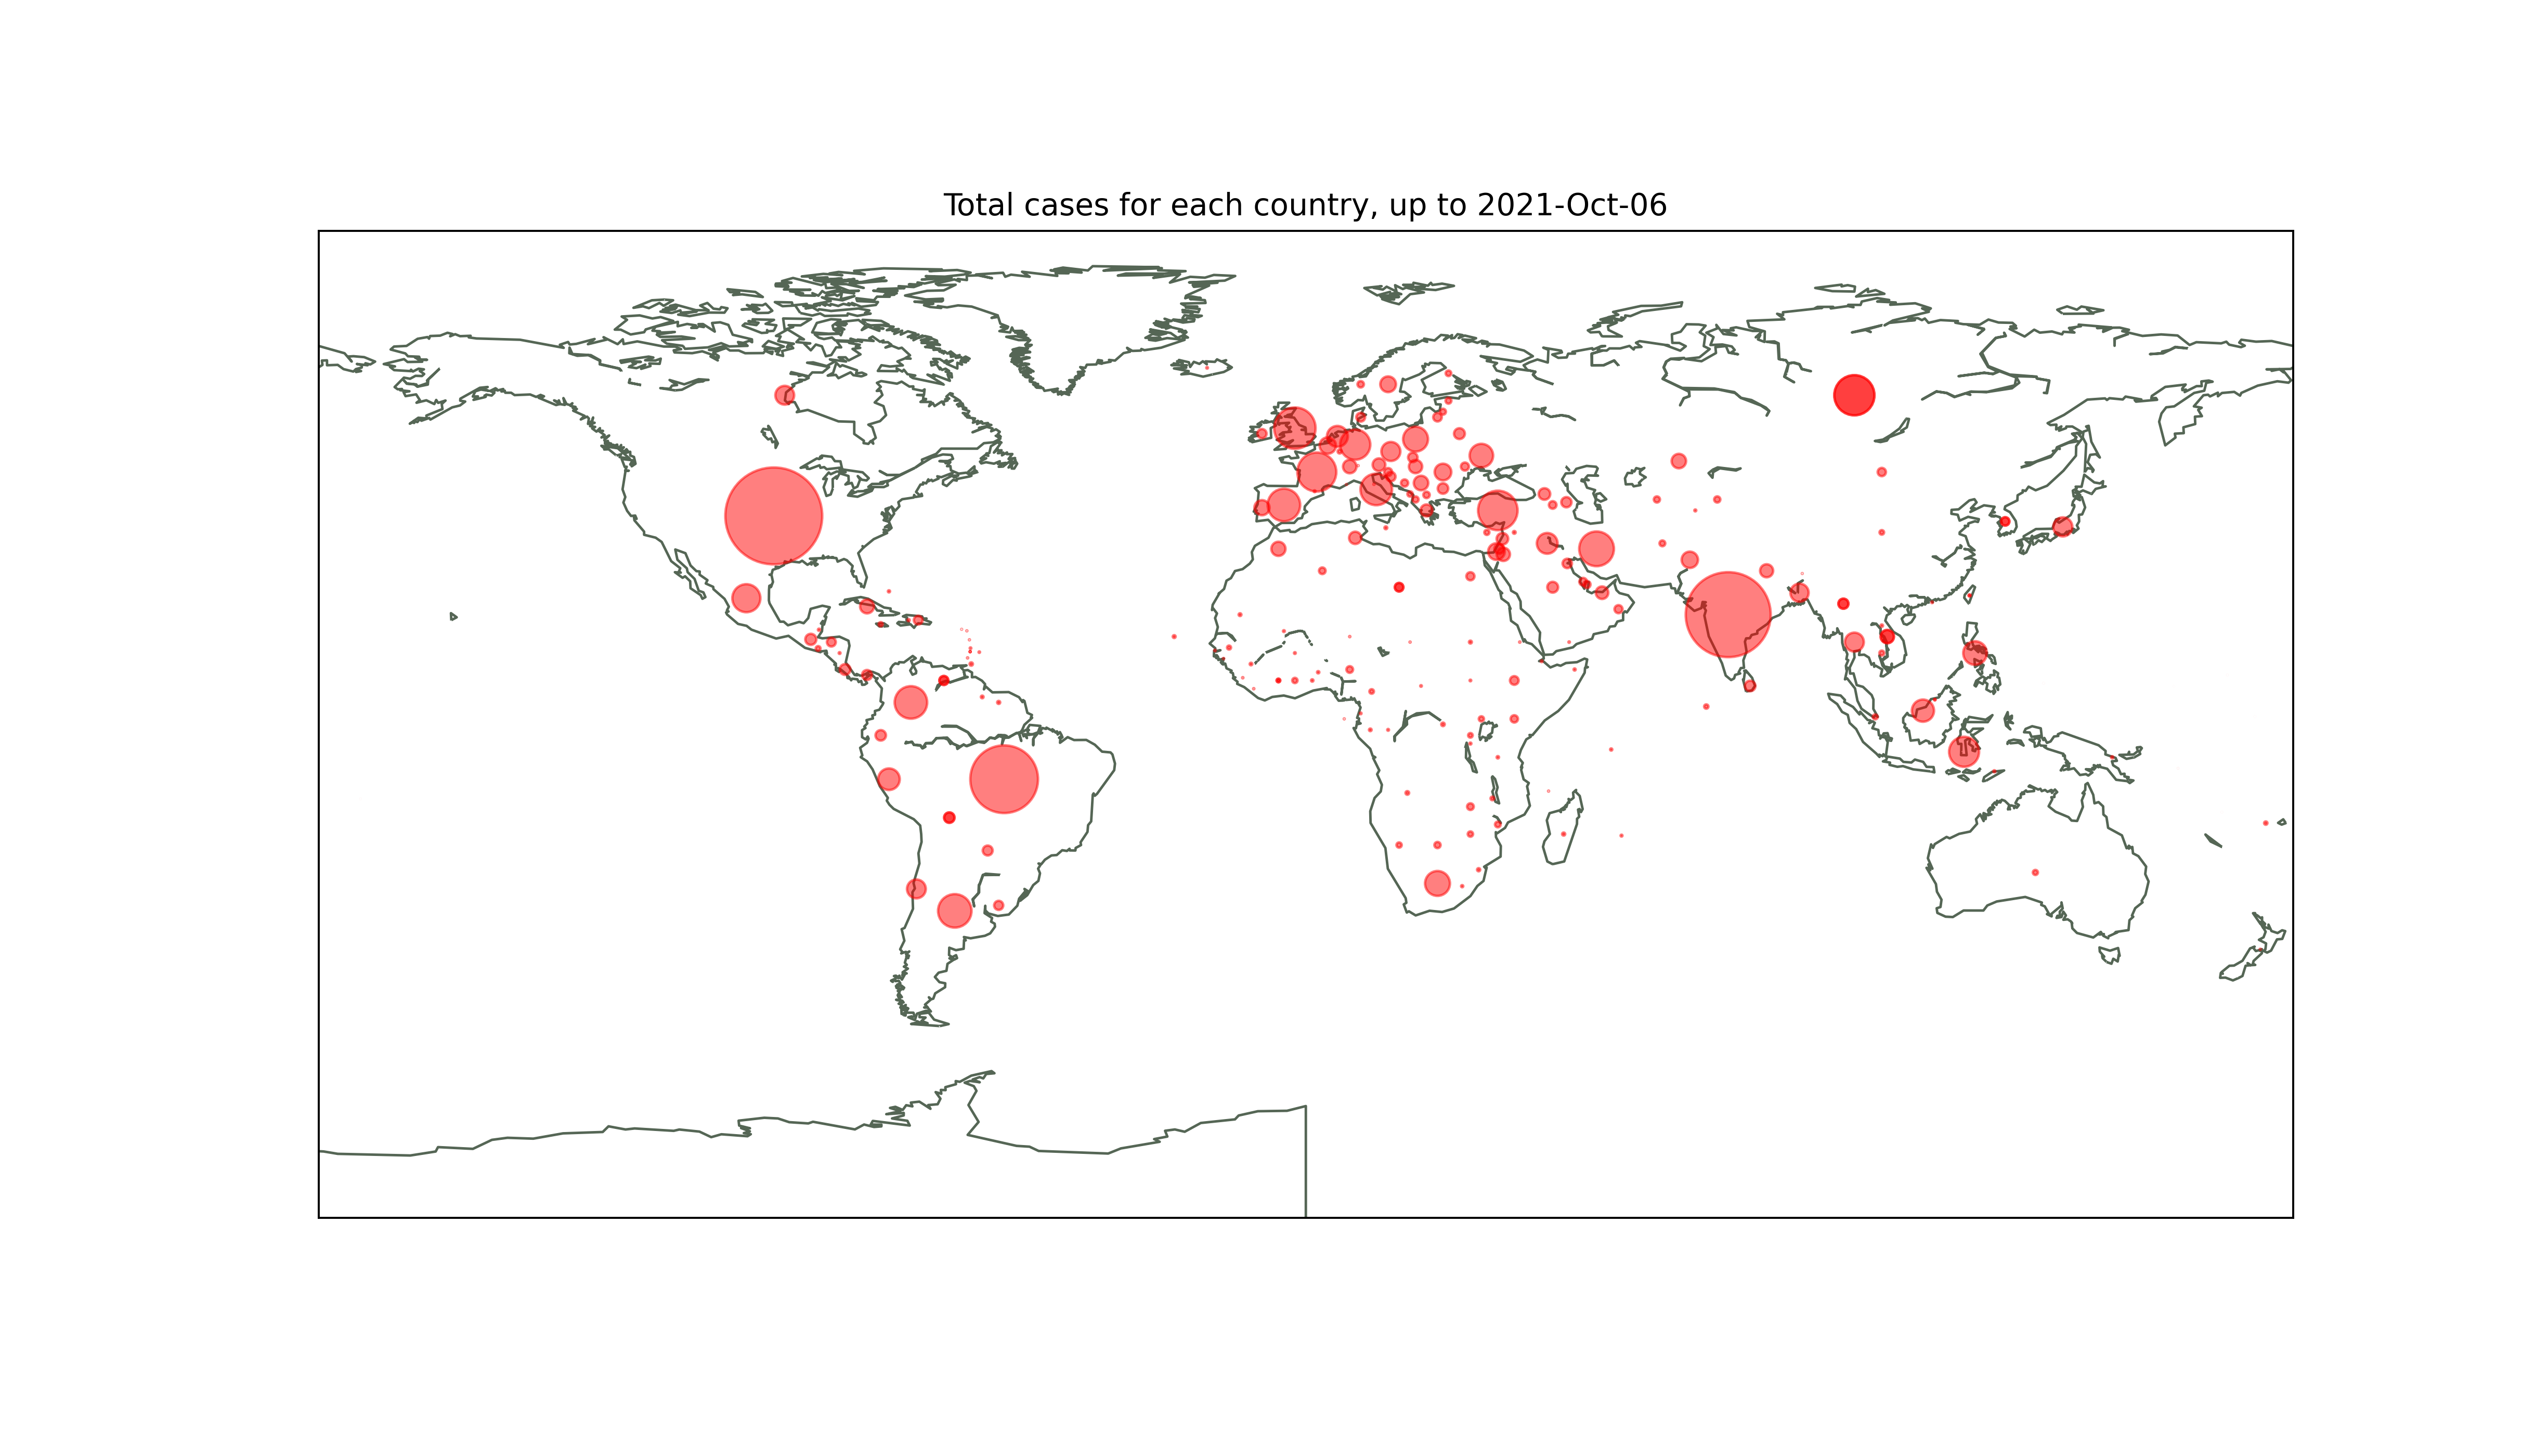 Total cases for each country, up to 2021-Oct-06